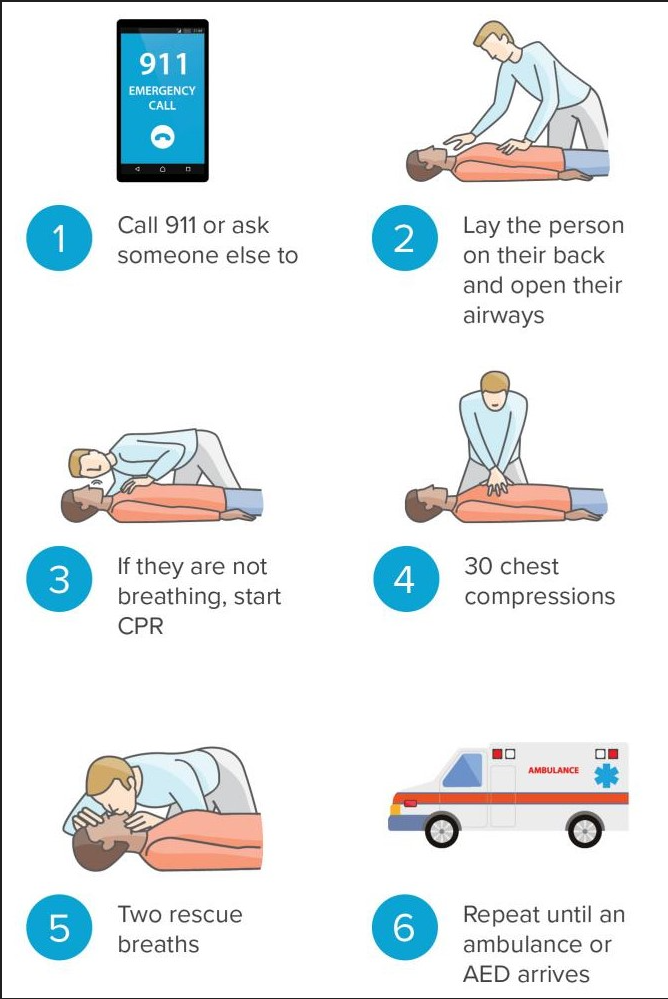 911
EMERGENCY
CALL
1
Call 911 or ask
someone else to
2
Lay the person
on their back
and open their
airways
3
If they are not
breathing, start
CPR
4
30 chest
compressions
5
Two rescue
breaths
AMBULANCE
6
Repeat until an
ambulance or
AED arrives